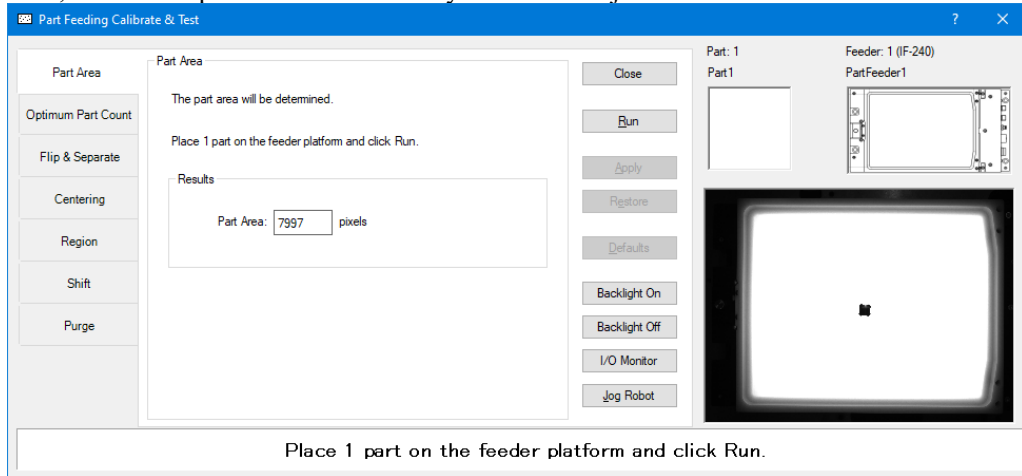 Part Feeding Calibrate & Test
Part Area
Optimum Part Count
Flip & Separate
Centering
Region
Shift
Purge
Part Area
The part area will be determined.
Place 1 part on the feeder platform and click Run.
Results
Part Area: 7997 pixels
Close
Run
Apply
Restore
Defaults
Backlight On
Backlight Off
I/O Monitor
Jog Robot
Part: 1
Part1
Feeder: 1 (IF-240)
PartFeeder1
Place 1 part on the feeder platform and click Run.